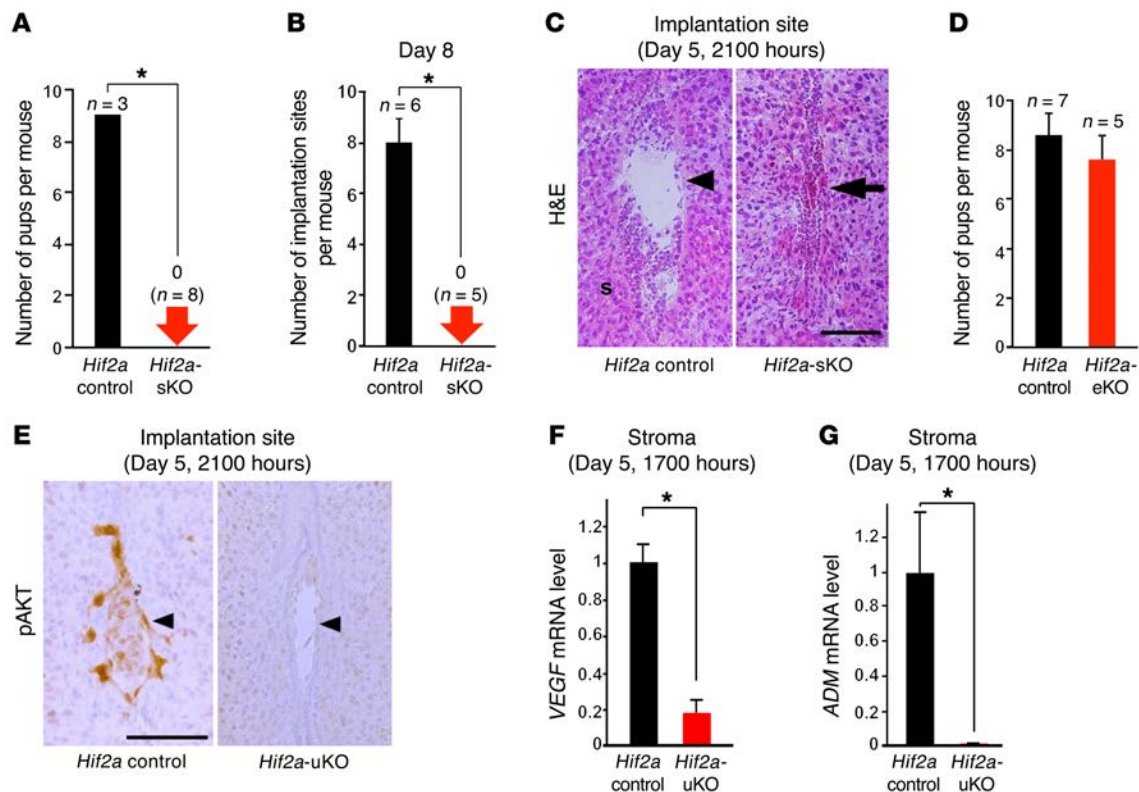 A
Number of pups per mouse
10
8
6
4
2
0
n = 3
*
0
(n = 8)
Hif2a
control
Hif2a-
sKO
B
Day 8
Number of implantation sites
per mouse
10
8
6
4
2
0
n = 6
*
0
(n = 5)
Hif2a
control
Hif2a-
sKO
C
Implantation site
(Day 5, 2100 hours)
H&E
s
Hif2a control
Hif2a-sKO
D
Number of pups per mouse
10
8
6
4
2
0
n = 7
n = 5
Hif2a
control
Hif2a-
eKO
E
Implantation site
(Day 5, 2100 hours)
pAKT
Hif2a control
Hif2a-uKO
F
Stroma
(Day 5, 1700 hours)
VEGF mRNA level
1.2
1
0.8
0.6
0.4
0.2
0
*
Hif2a
control
Hif2a-
uKO
G
Stroma
(Day 5, 1700 hours)
ADM mRNA level
1.2
1
0.8
0.6
0.4
0.2
0
*
Hif2a
control
Hif2a-
uKO